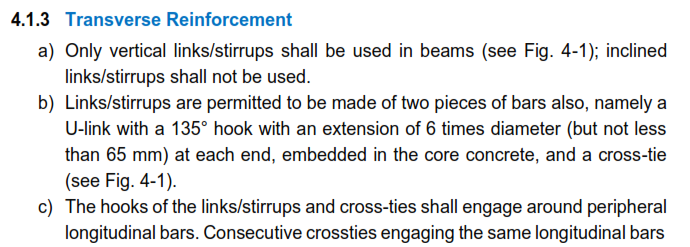 4.1.3 Transverse Reinforcement
a) Only vertical links/stirrups shall be used in beams (see Fig. 4-1); inclined
links/stirrups shall not be used.
b) Links/stirrups are permitted to be made of two pieces of bars also, namely a
U-link with a 135° hook with an extension of 6 times diameter (but not less
than 65 mm) at each end, embedded in the core concrete, and a cross-tie
(see Fig. 4-1).
c) The hooks of the links/stirrups and cross-ties shall engage around peripheral
longitudinal bars. Consecutive crossties engaging the same longitudinal bars